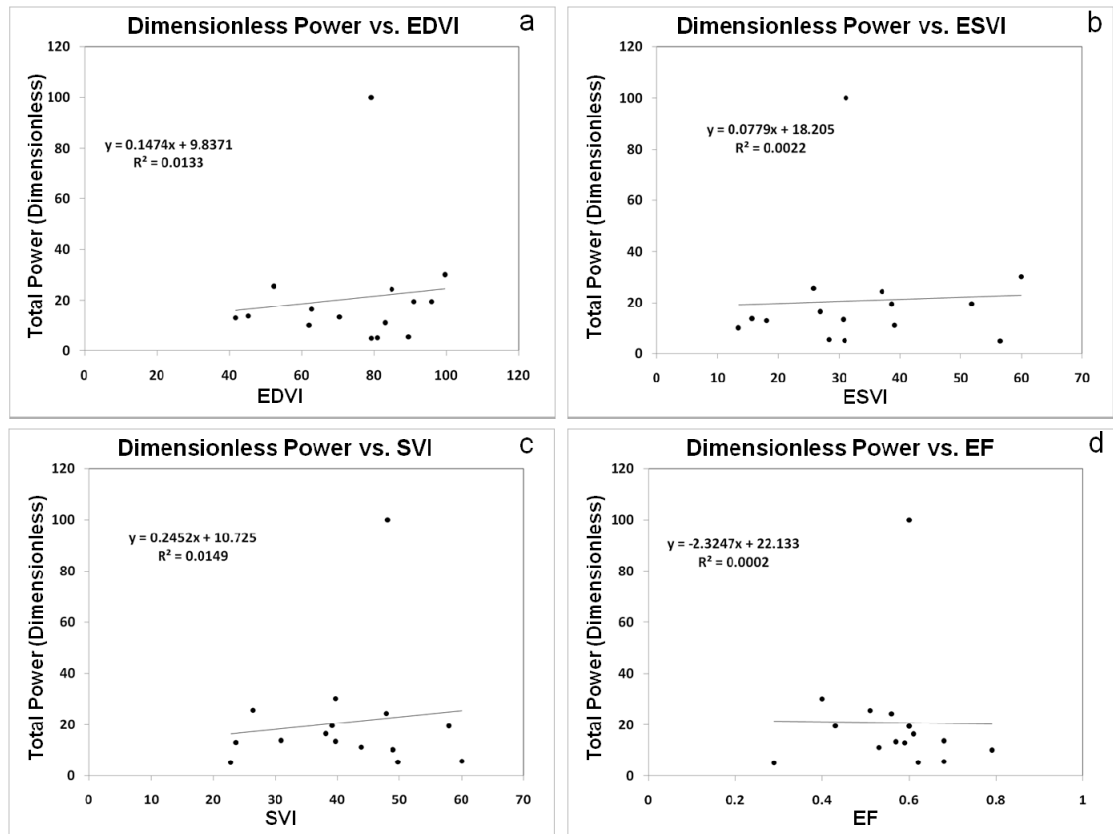 Dimensionless Power vs. EDVI
a
Total Power (Dimensionless)
120
100
80
60
40
20
0
y = 0.1474x + 9.8371
R² = 0.0133
0 20 40 60 80 100 120
EDVI
Dimensionless Power vs. ESVI
b
Total Power (Dimensionless)
120
100
80
60
40
20
0
y = 0.0779x + 18.205
R² = 0.0022
0 10 20 30 40 50 60 70
ESVI
Dimensionless Power vs. SVI
c
Total Power (Dimensionless)
120
100
80
60
40
20
0
y = 0.2452x + 10.725
R² = 0.0149
0 10 20 30 40 50 60 70
SVI
Dimensionless Power vs. EF
d
Total Power (Dimensionless)
120
100
80
60
40
20
0
y = -2.3247x + 22.133
R² = 0.0002
0 0.2 0.4 0.6 0.8 1
EF